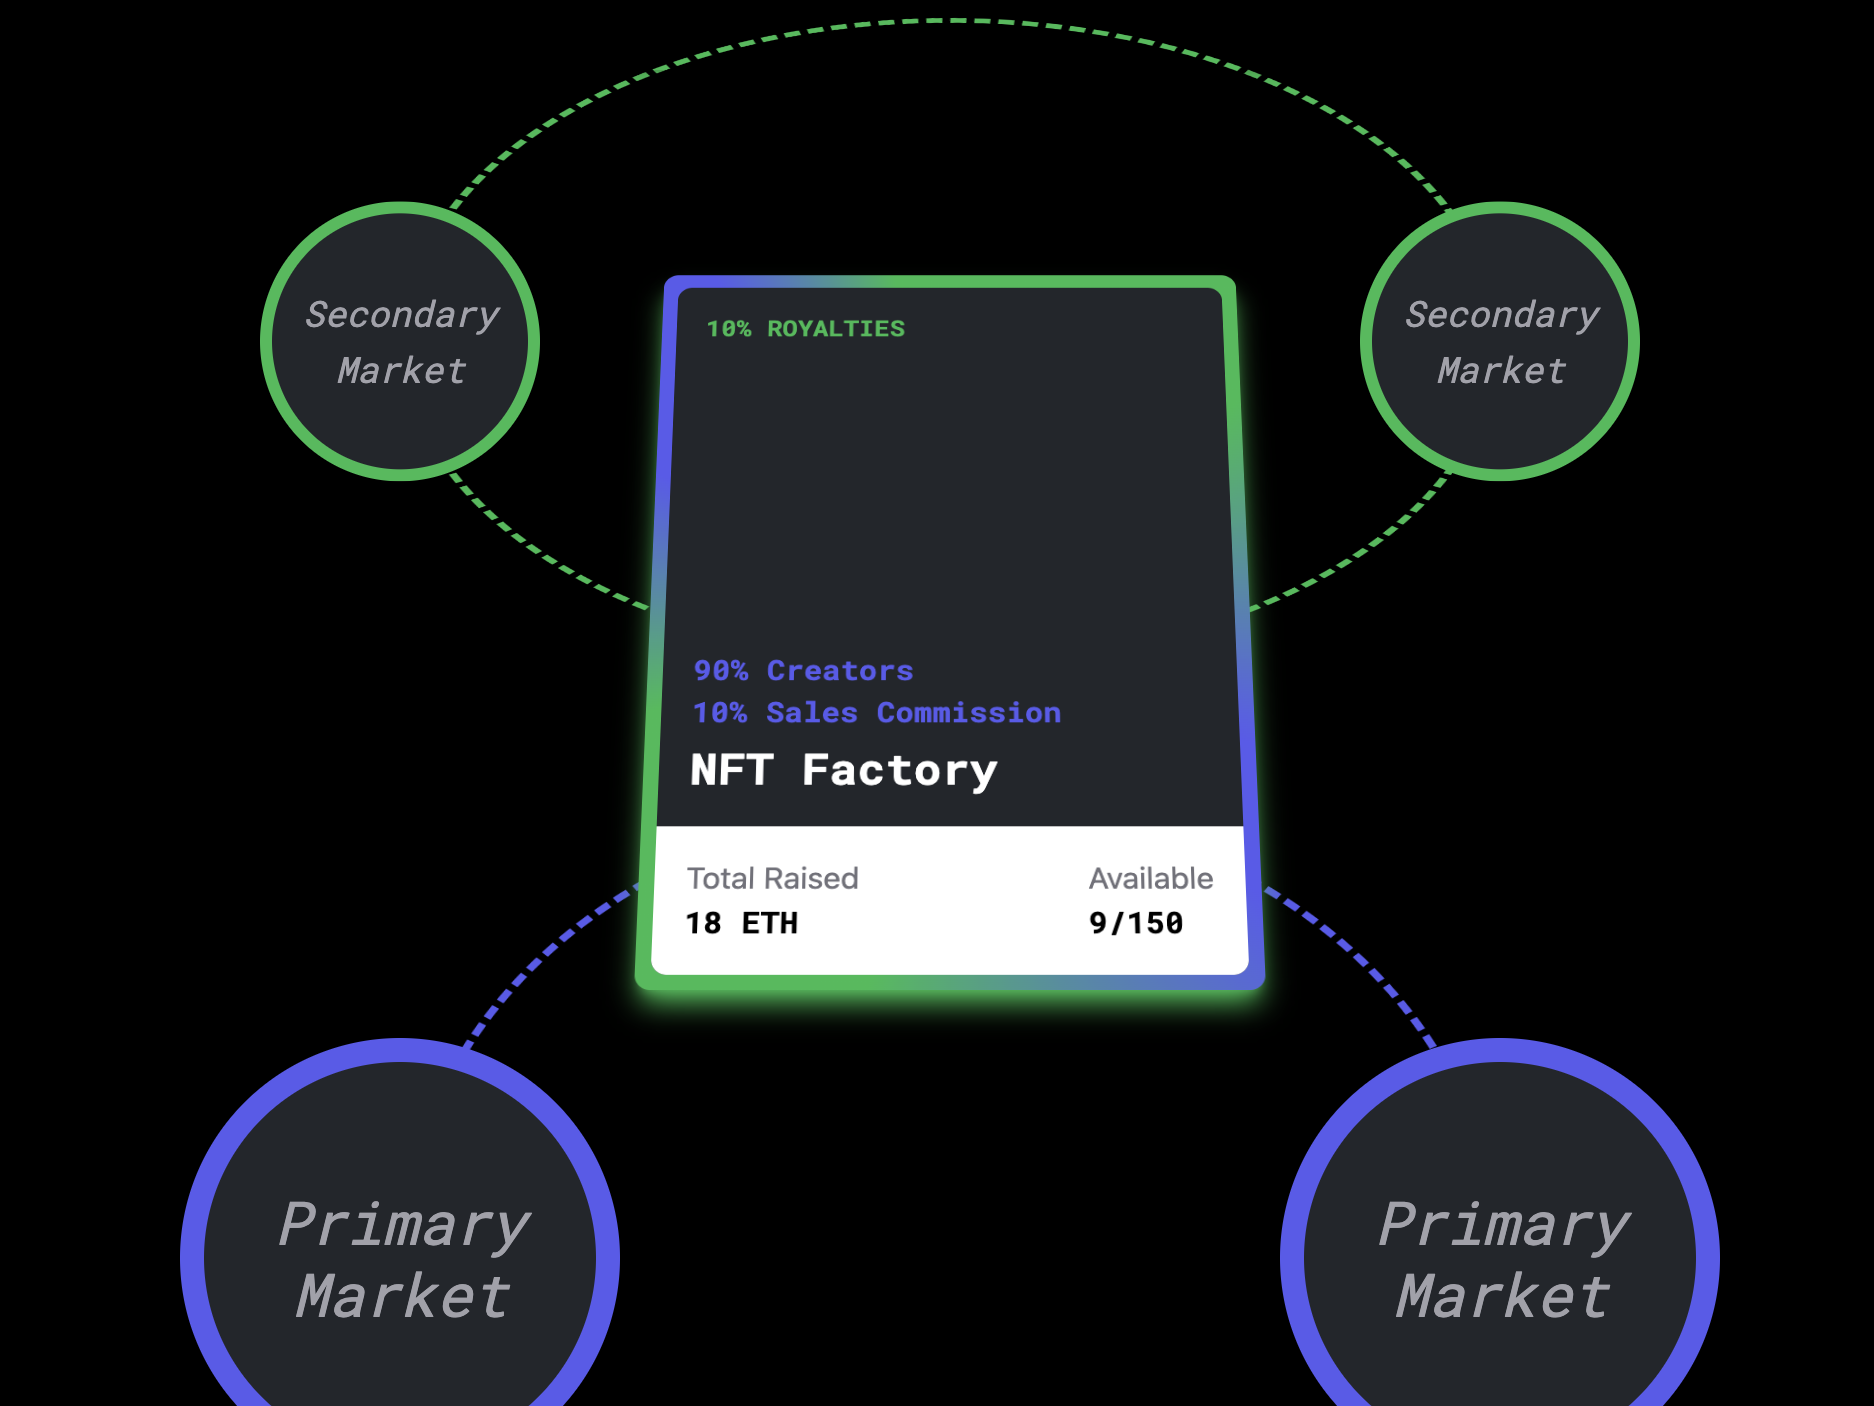 Secondary
Market
Secondary
Market
10% ROYALTIES
90% Creators
10% Sales Commission
NFT Factory
Total Raised
18 ETH
Available
9/150
Primary
Market
Primary
Market